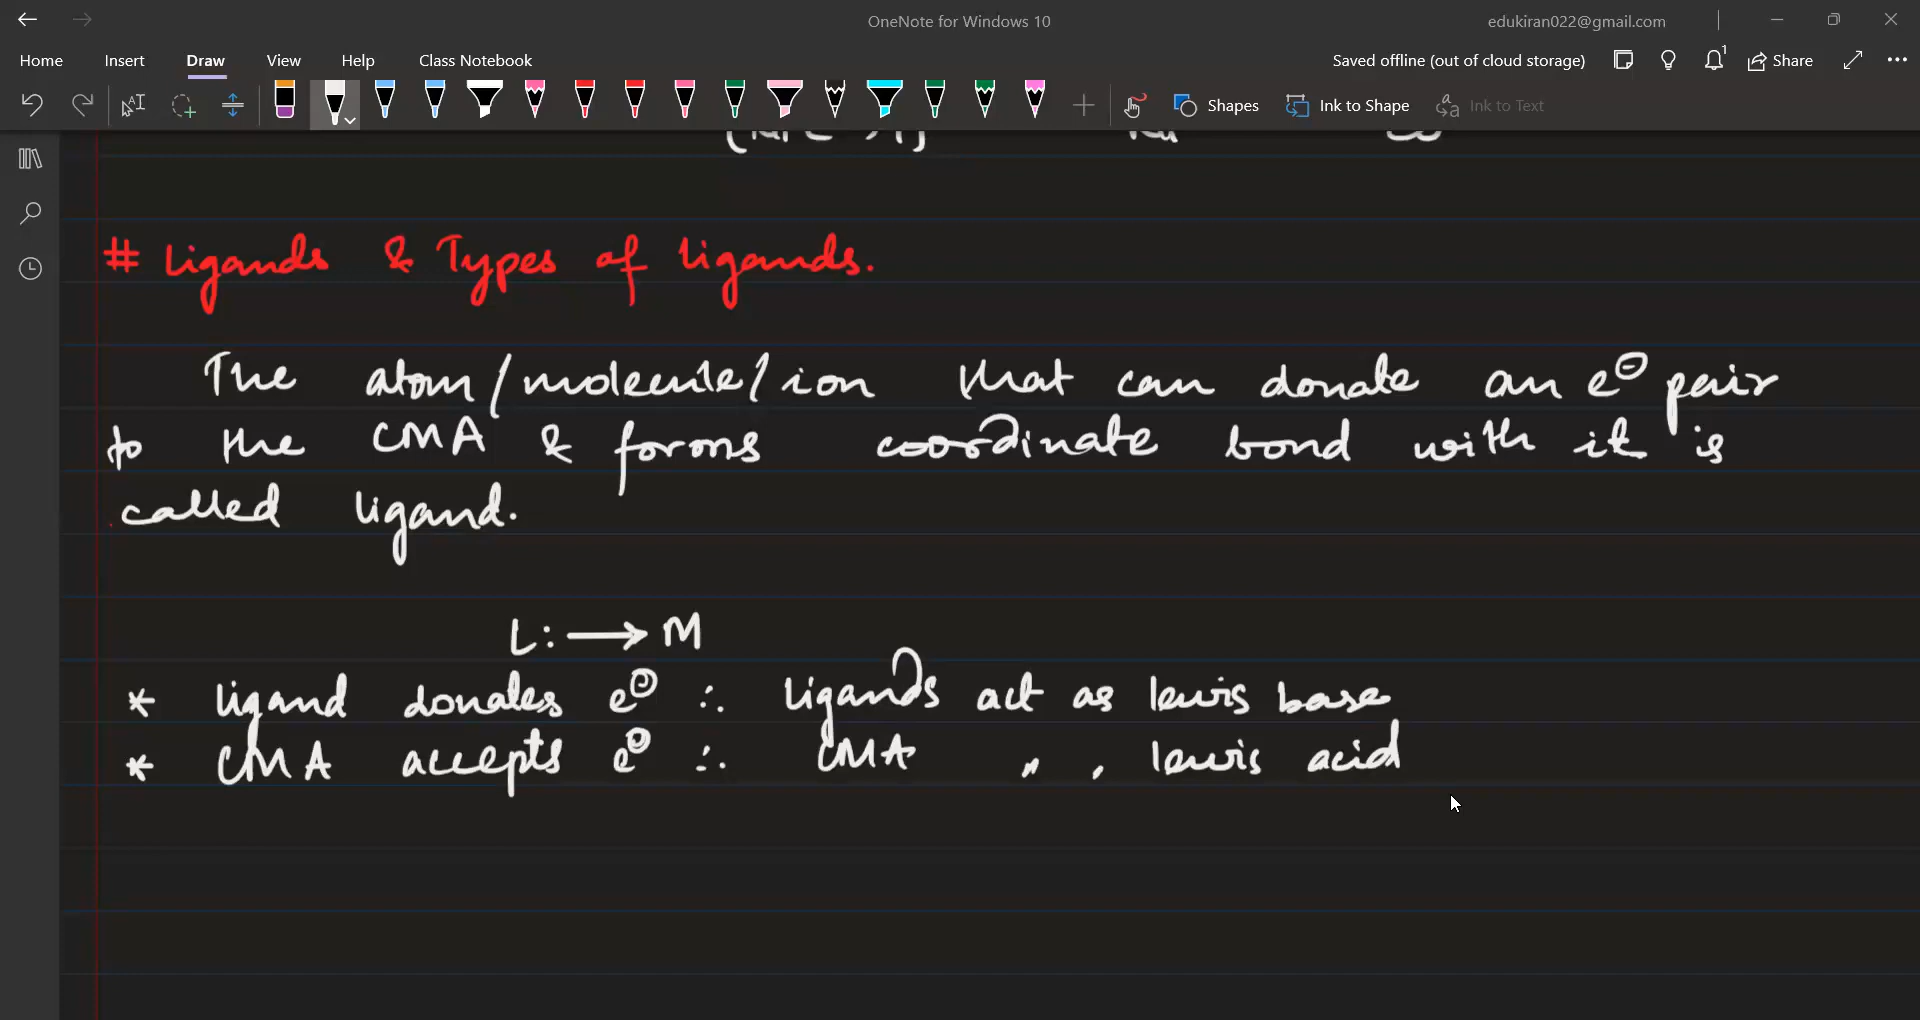 OneNote for Windows 10
edukiran022@gmail.com
Home Insert Draw View Help Class Notebook
Saved offline (out of cloud storage)
1
Share
Shapes
Ink to Shape
Ink to Text
# Ligands & Types of ligands.
The atom/molecule/ion that can donate an e⊖ pair
to the CMA & forms coordinate bond with it is
called ligand.
L: → M
* ligand donates e⊖ ∴ ligands act as lewis base
* CMA accepts e⊖ ∴ CMA " , lewis acid